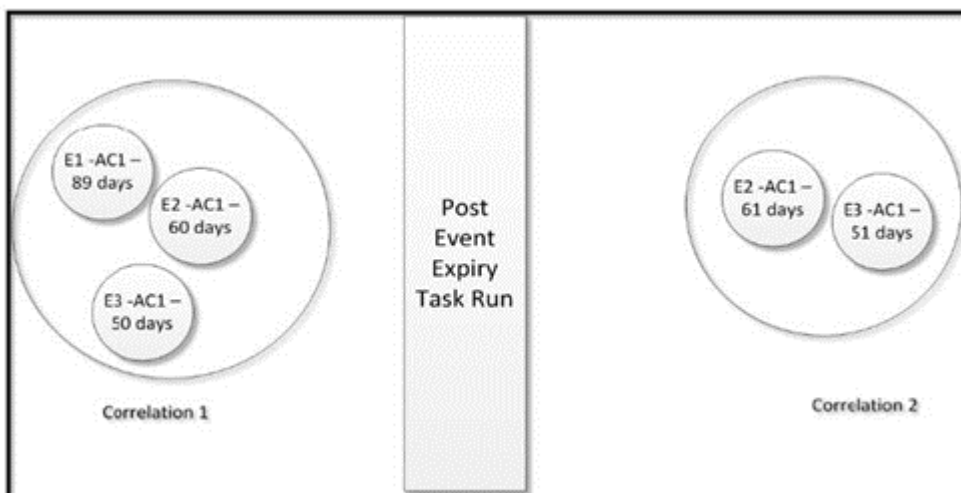 E1 -AC1 –
89 days
E2 -AC1 –
60 days
E3 -AC1 –
50 days
Correlation 1
Post
Event
Expiry
Task Run
E2 -AC1 –
61 days
E3 -AC1 –
51 days
Correlation 2